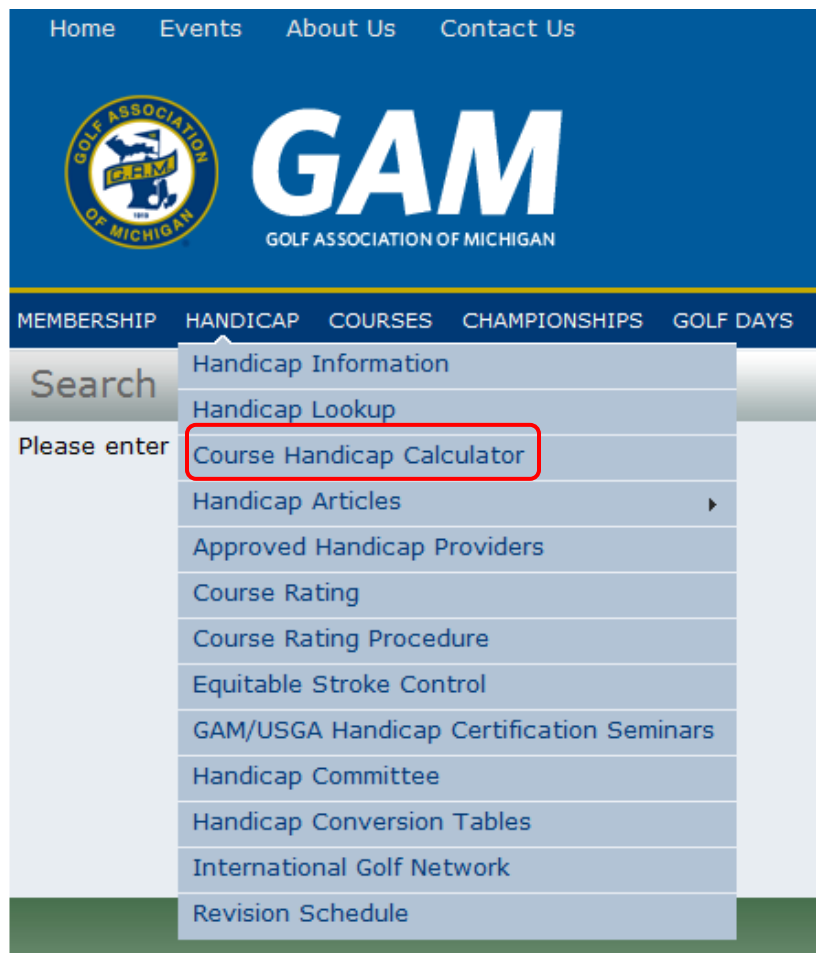 Home Events About Us Contact Us
GOLF ASSOCIATION
G.A.M.
1919
OF MICHIGAN
GAM
GOLF ASSOCIATION OF MICHIGAN
MEMBERSHIP HANDICAP COURSES CHAMPIONSHIPS GOLF DAYS
Search
Please enter
Handicap Information
Handicap Lookup
Course Handicap Calculator
Handicap Articles
Approved Handicap Providers
Course Rating
Course Rating Procedure
Equitable Stroke Control
GAM/USGA Handicap Certification Seminars
Handicap Committee
Handicap Conversion Tables
International Golf Network
Revision Schedule